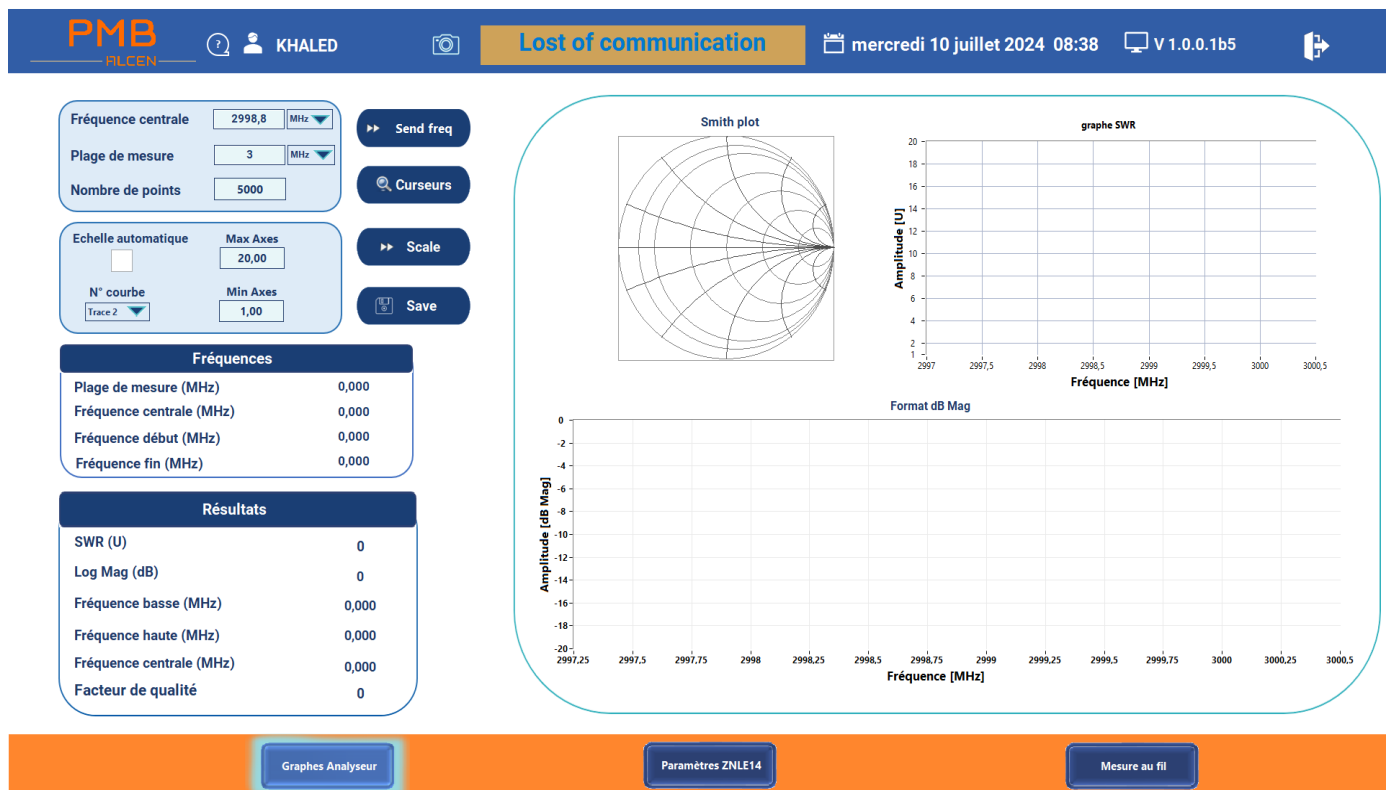 PMB
ALCEN
?
KHALED
Lost of communication
mercredi 10 juillet 2024 08:38
V 1.0.0.1b5
Fréquence centrale 2998,8 MHz
Plage de mesure 3 MHz
Nombre de points 5000
Send freq
Curseurs
Scale
Save
Echelle automatique
Max Axes
20,00
N° courbe
Trace 2
Min Axes
1,00
Fréquences
Plage de mesure (MHz) 0,000
Fréquence centrale (MHz) 0,000
Fréquence début (MHz) 0,000
Fréquence fin (MHz) 0,000
Résultats
SWR (U) 0
Log Mag (dB) 0
Fréquence basse (MHz) 0,000
Fréquence haute (MHz) 0,000
Fréquence centrale (MHz) 0,000
Facteur de qualité 0
Smith plot
graphe SWR
Amplitude [U]
20
18
16
14
12
10
8
6
4
2
1
2997 2997,5 2998 2998,5 2999 2999,5 3000 3000,5
Fréquence [MHz]
Format dB Mag
Amplitude [dB Mag]
0
-2
-4
-6
-8
-10
-12
-14
-16
-18
-20
2997,25 2997,5 2997,75 2998 2998,25 2998,5 2998,75 2999 2999,25 2999,5 2999,75 3000 3000,25 3000,5
Fréquence [MHz]
Graphes Analyseur
Paramètres ZNLE14
Mesure au fil